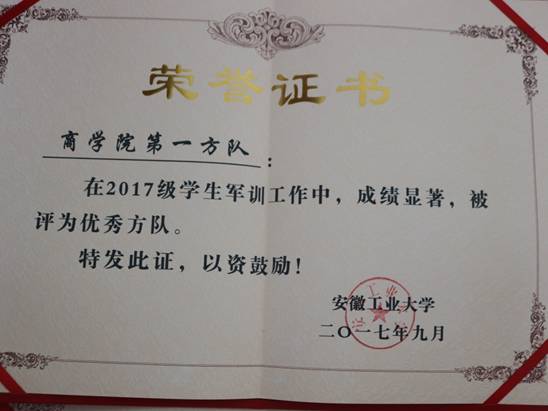 荣誉证书
商学院第一方队：
在2017级学生军训工作中，成绩显著，被
评为优秀方队。
特发此证，以资鼓励！
安徽工业大学
二〇一七年九月